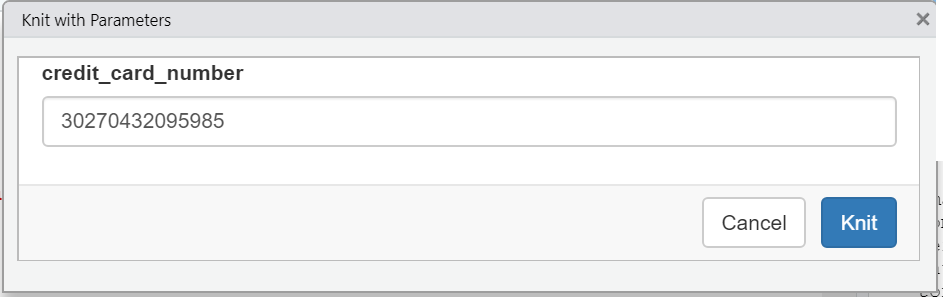 Knit with Parameters
credit_card_number
30270432095985
Cancel Knit